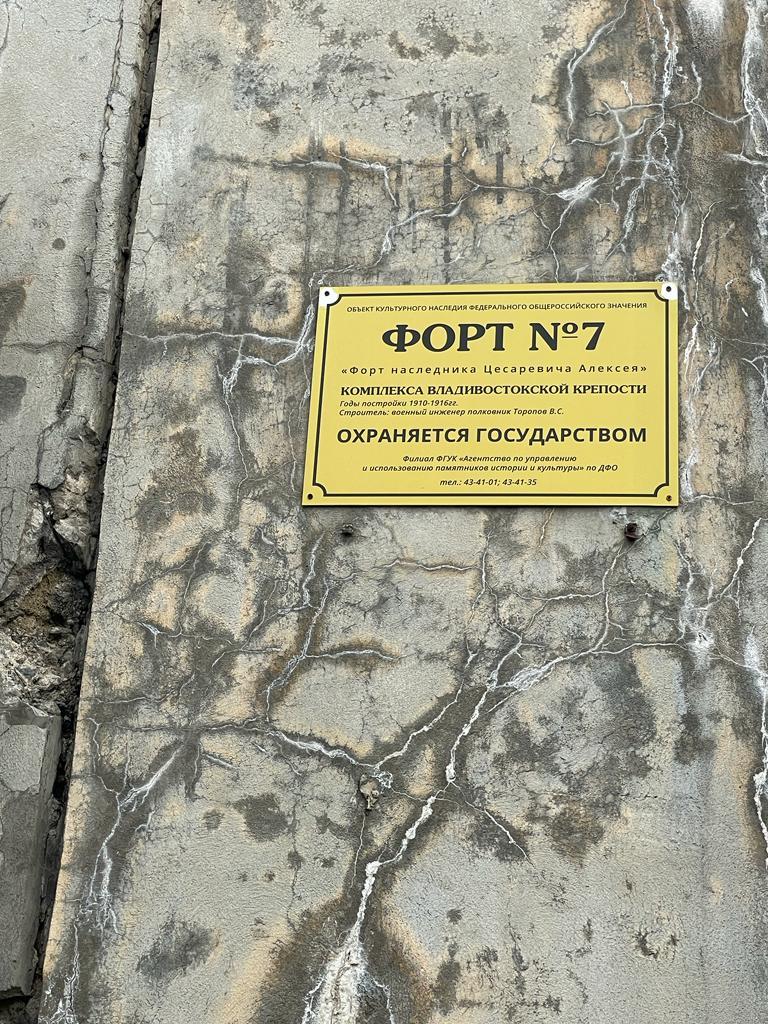 ОБЪЕКТ КУЛЬТУРНОГО НАСЛЕДИЯ ФЕДЕРАЛЬНОГО ОБЩЕРОССИЙСКОГО ЗНАЧЕНИЯ
ФОРТ №7
«Форт наследника Цесаревича Алексея»
КОМПЛЕКСА ВЛАДИВОСТОКСКОЙ КРЕПОСТИ
Годы постройки 1910-1916гг.
Строитель: военный инженер полковник Торопов В.С.
ОХРАНЯЕТСЯ ГОСУДАРСТВОМ
Филиал ФГУК «Агентство по управлению
и использованию памятников истории и культуры» по ДФО
тел.: 43-41-01; 43-41-35